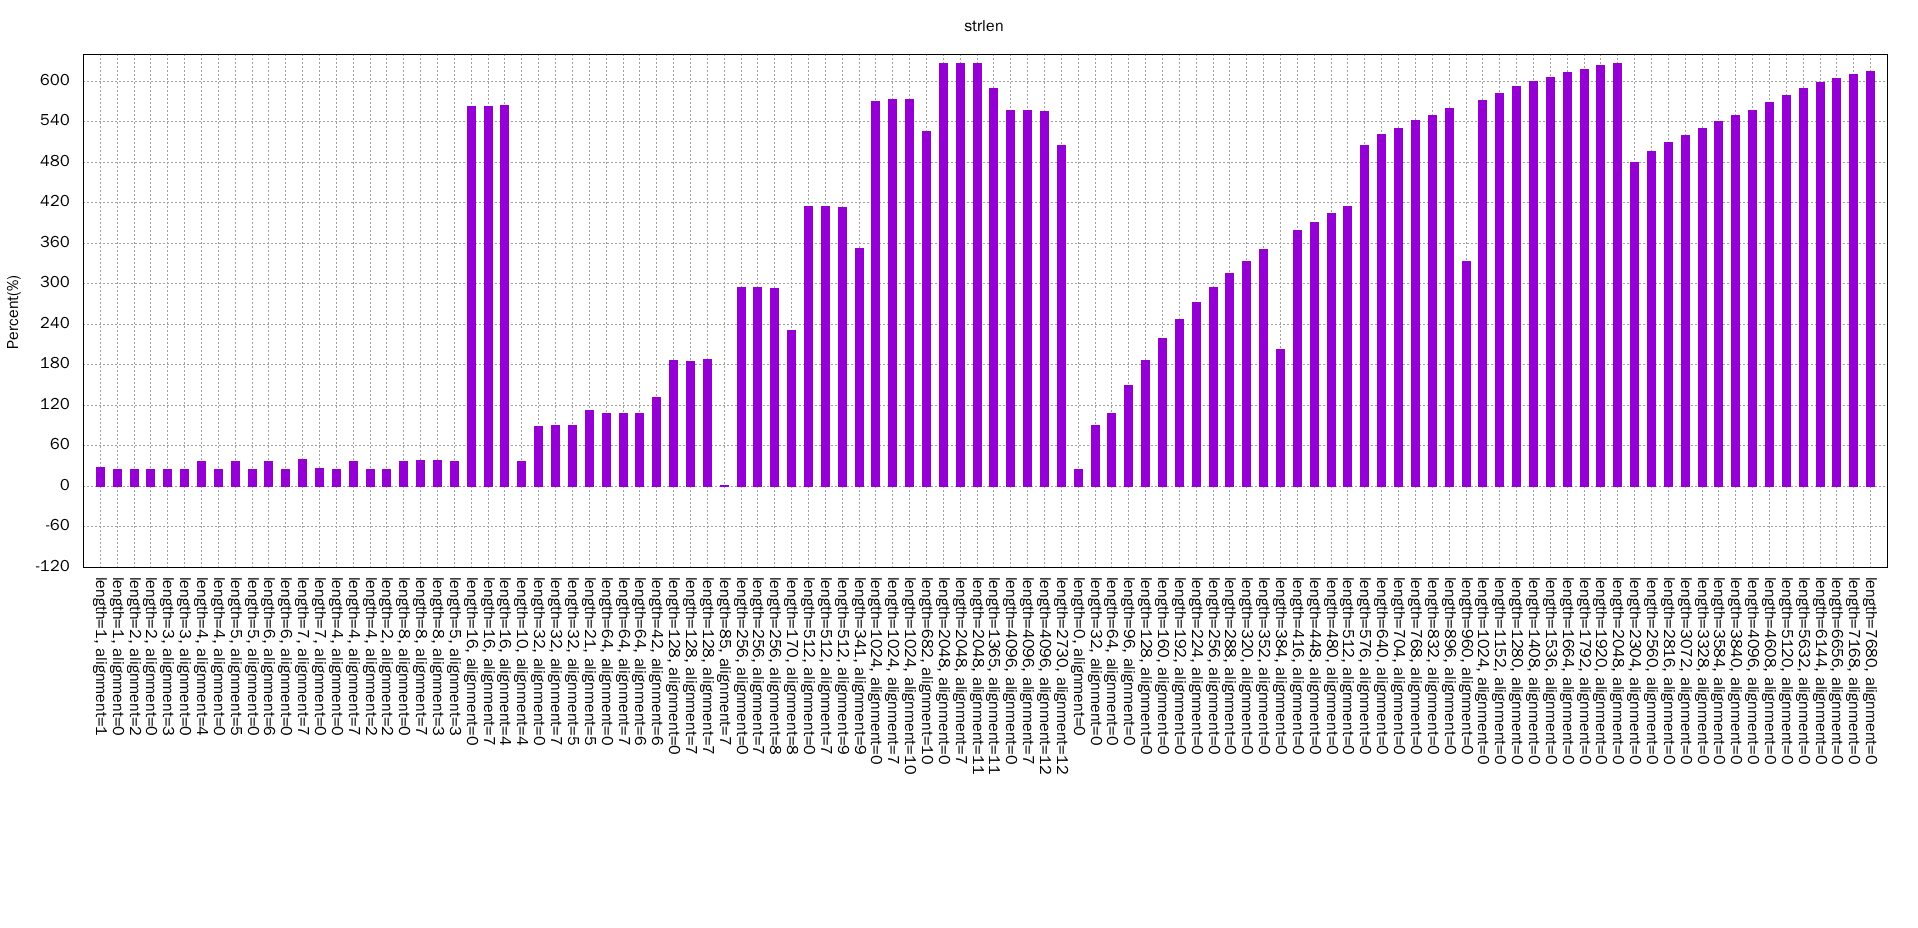 strlen
Percent(%)
600
540
480
420
360
300
240
180
120
60
0
-60
-120
length=1, alignment=1
length=1, alignment=0
length=2, alignment=2
length=2, alignment=0
length=3, alignment=3
length=3, alignment=0
length=4, alignment=4
length=4, alignment=0
length=5, alignment=5
length=5, alignment=0
length=6, alignment=6
length=6, alignment=0
length=7, alignment=7
length=7, alignment=0
length=4, alignment=0
length=4, alignment=7
length=4, alignment=2
length=2, alignment=2
length=8, alignment=0
length=8, alignment=7
length=8, alignment=3
length=5, alignment=3
length=16, alignment=0
length=16, alignment=7
length=16, alignment=4
length=10, alignment=4
length=32, alignment=0
length=32, alignment=7
length=32, alignment=5
length=21, alignment=5
length=64, alignment=0
length=64, alignment=7
length=64, alignment=6
length=42, alignment=6
length=128, alignment=0
length=128, alignment=7
length=128, alignment=7
length=85, alignment=7
length=256, alignment=0
length=256, alignment=7
length=256, alignment=8
length=170, alignment=8
length=512, alignment=0
length=512, alignment=7
length=512, alignment=9
length=341, alignment=9
length=1024, alignment=0
length=1024, alignment=7
length=1024, alignment=10
length=682, alignment=10
length=2048, alignment=0
length=2048, alignment=7
length=2048, alignment=11
length=1365, alignment=11
length=4096, alignment=0
length=4096, alignment=7
length=4096, alignment=12
length=2730, alignment=12
length=0, alignment=0
length=32, alignment=0
length=64, alignment=0
length=96, alignment=0
length=128, alignment=0
length=160, alignment=0
length=192, alignment=0
length=224, alignment=0
length=256, alignment=0
length=288, alignment=0
length=320, alignment=0
length=352, alignment=0
length=384, alignment=0
length=416, alignment=0
length=448, alignment=0
length=480, alignment=0
length=512, alignment=0
length=576, alignment=0
length=640, alignment=0
length=704, alignment=0
length=768, alignment=0
length=832, alignment=0
length=896, alignment=0
length=960, alignment=0
length=1024, alignment=0
length=1152, alignment=0
length=1280, alignment=0
length=1408, alignment=0
length=1536, alignment=0
length=1664, alignment=0
length=1792, alignment=0
length=1920, alignment=0
length=2048, alignment=0
length=2304, alignment=0
length=2560, alignment=0
length=2816, alignment=0
length=3072, alignment=0
length=3328, alignment=0
length=3584, alignment=0
length=3840, alignment=0
length=4096, alignment=0
length=4608, alignment=0
length=5120, alignment=0
length=5632, alignment=0
length=6144, alignment=0
length=6656, alignment=0
length=7168, alignment=0
length=7680, alignment=0